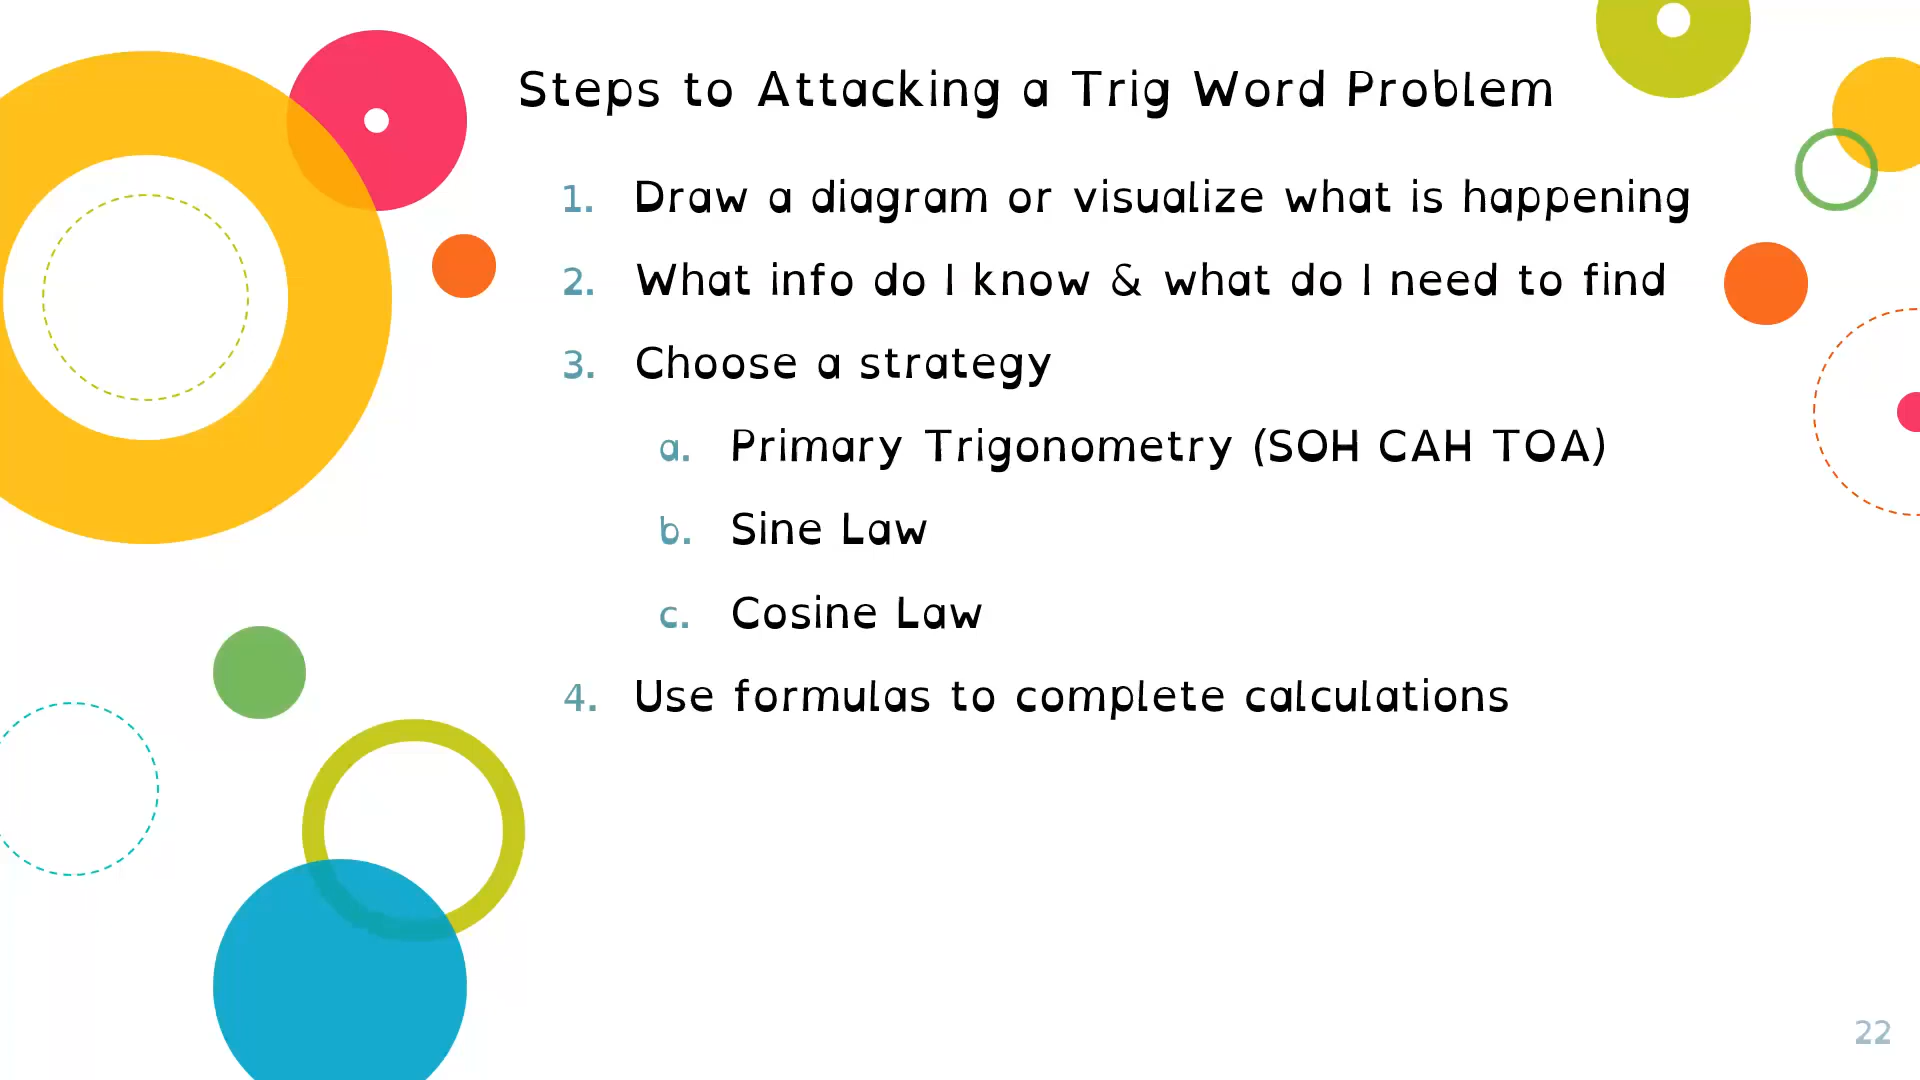 Steps to Attacking a Trig Word Problem
1. Draw a diagram or visualize what is happening
2. What info do I know & what do I need to find
3. Choose a strategy
a. Primary Trigonometry (SOH CAH TOA)
b. Sine Law
c. Cosine Law
4. Use formulas to complete calculations
22